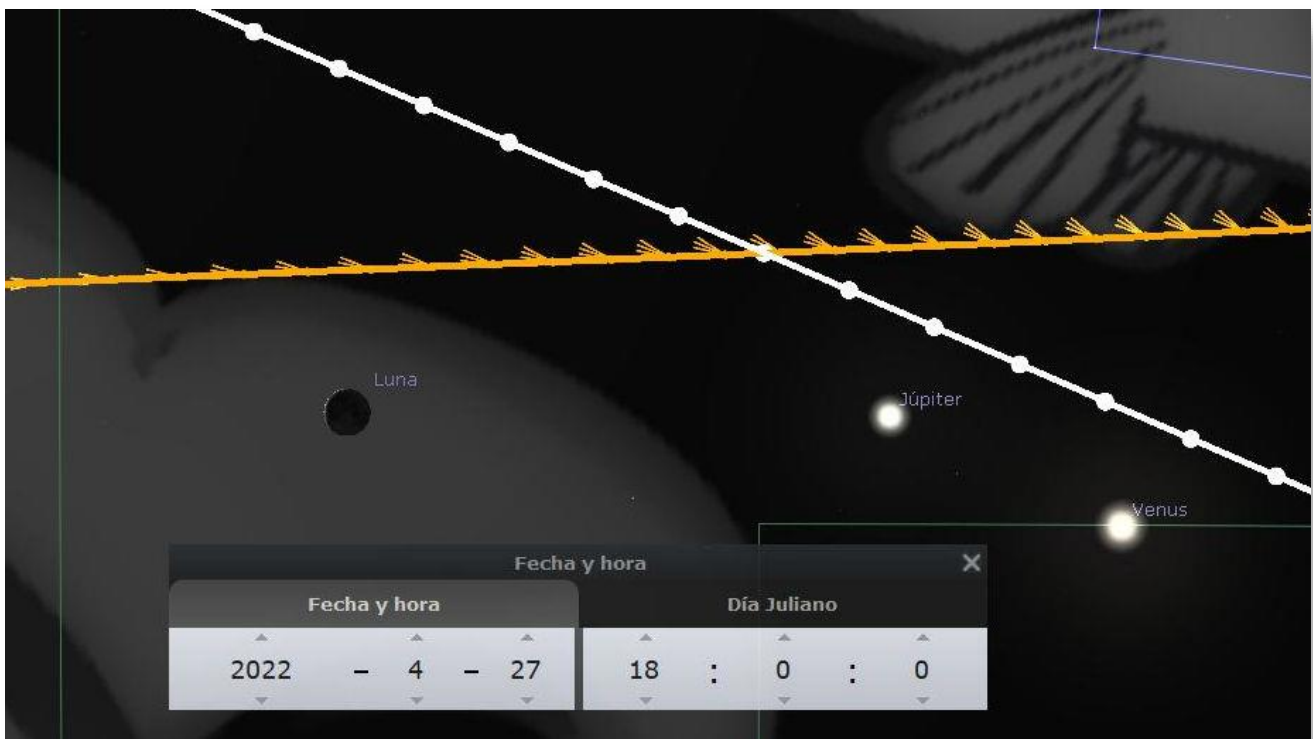 Luna
Júpiter
Venus
Fecha y hora
Fecha y hora
Día Juliano
2022 - 4 - 27 18 : 0 : 0